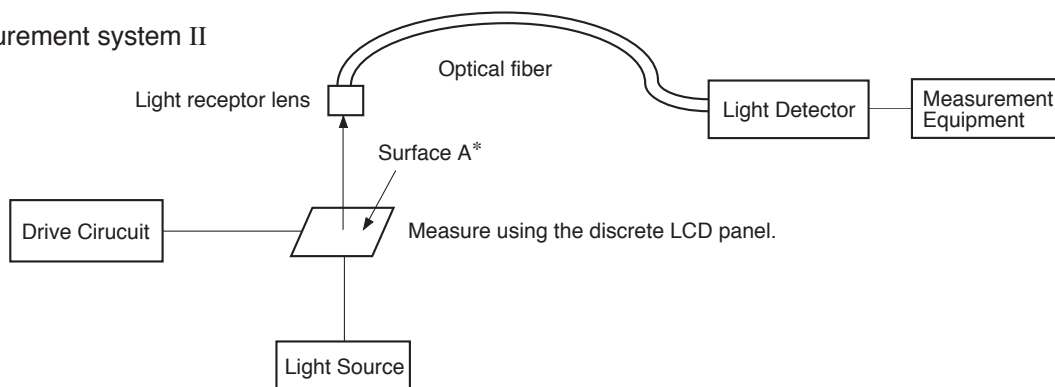 urement system II
Optical fiber
Light receptor lens
Light Detector
Measurement
Equipment
Surface A*
Drive Cirucuit
Measure using the discrete LCD panel.
Light Source